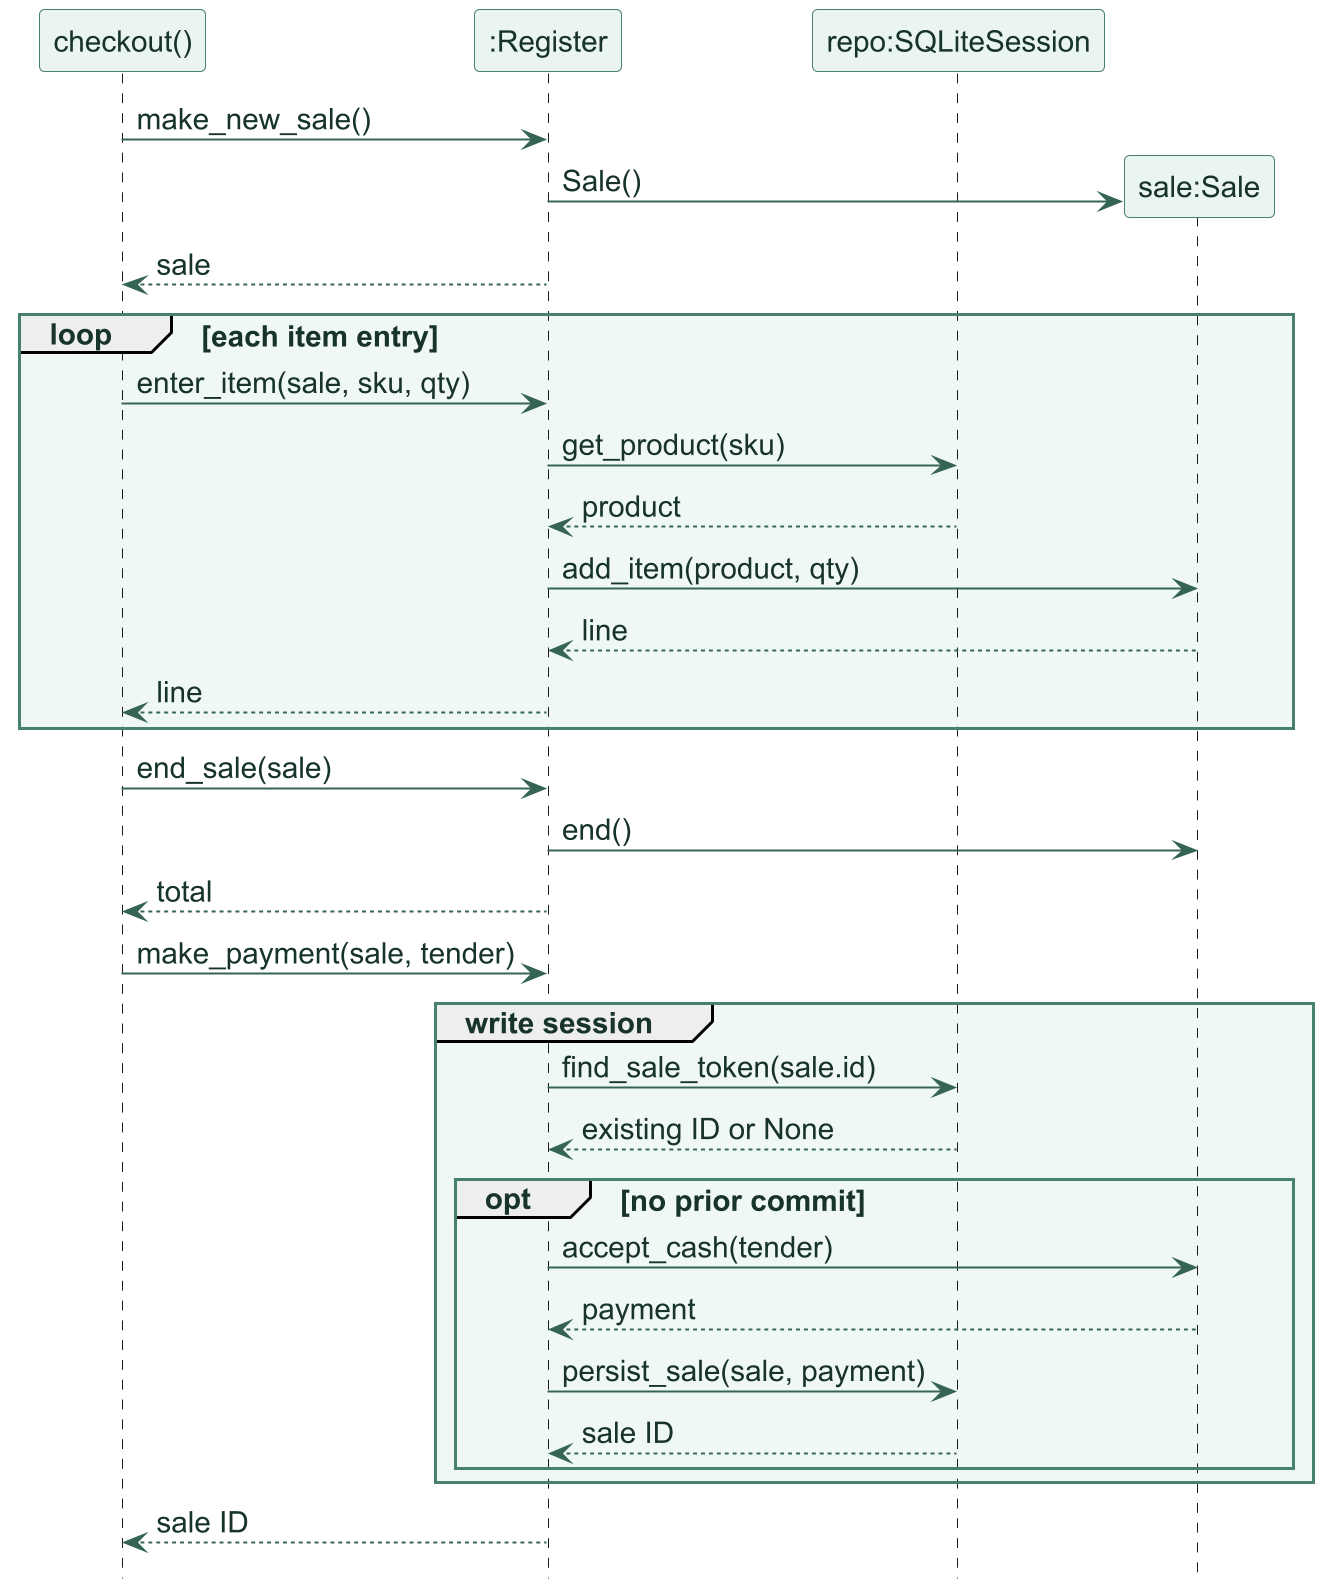 checkout()
:Register
repo:SQLiteSession
make_new_sale()
Sale()
sale:Sale
sale
loop
[each item entry]
enter_item(sale, sku, qty)
get_product(sku)
product
add_item(product, qty)
line
line
end_sale(sale)
end()
total
make_payment(sale, tender)
write session
find_sale_token(sale.id)
existing ID or None
opt
[no prior commit]
accept_cash(tender)
payment
persist_sale(sale, payment)
sale ID
sale ID